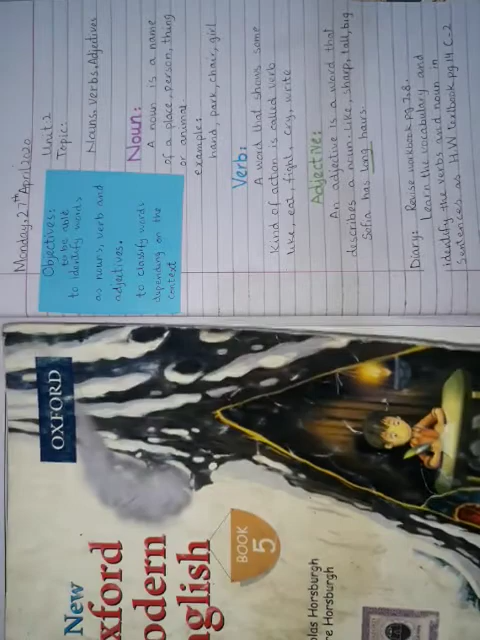 Monday, 27th April 2020
Unit 2
Topic:
Nouns, Verbs, Adjectives
Objectives:
to be able
to identify words
as nouns, verb and
adjectives.
to classify words
depending on the
context
Noun:
A noun is a name
of a place, person, thing
or animal
example:
hand, park, chair, girl
Verb:
A word that shows some
kind of action is called verb
like, eat, fight, cry, write
Adjective:
An adjective is a word that
describes a noun. like, sharp, tall, big
Sofia has long hairs.
Diary: Revise workbook pg 7,8.
Learn the vocabulary and
identify the verbs and noun in
sentences as H.W textbook pg 14 C-2
OXFORD
New
xford
odern
nglish
BOOK
5
olas Horsburgh
re Horsburgh